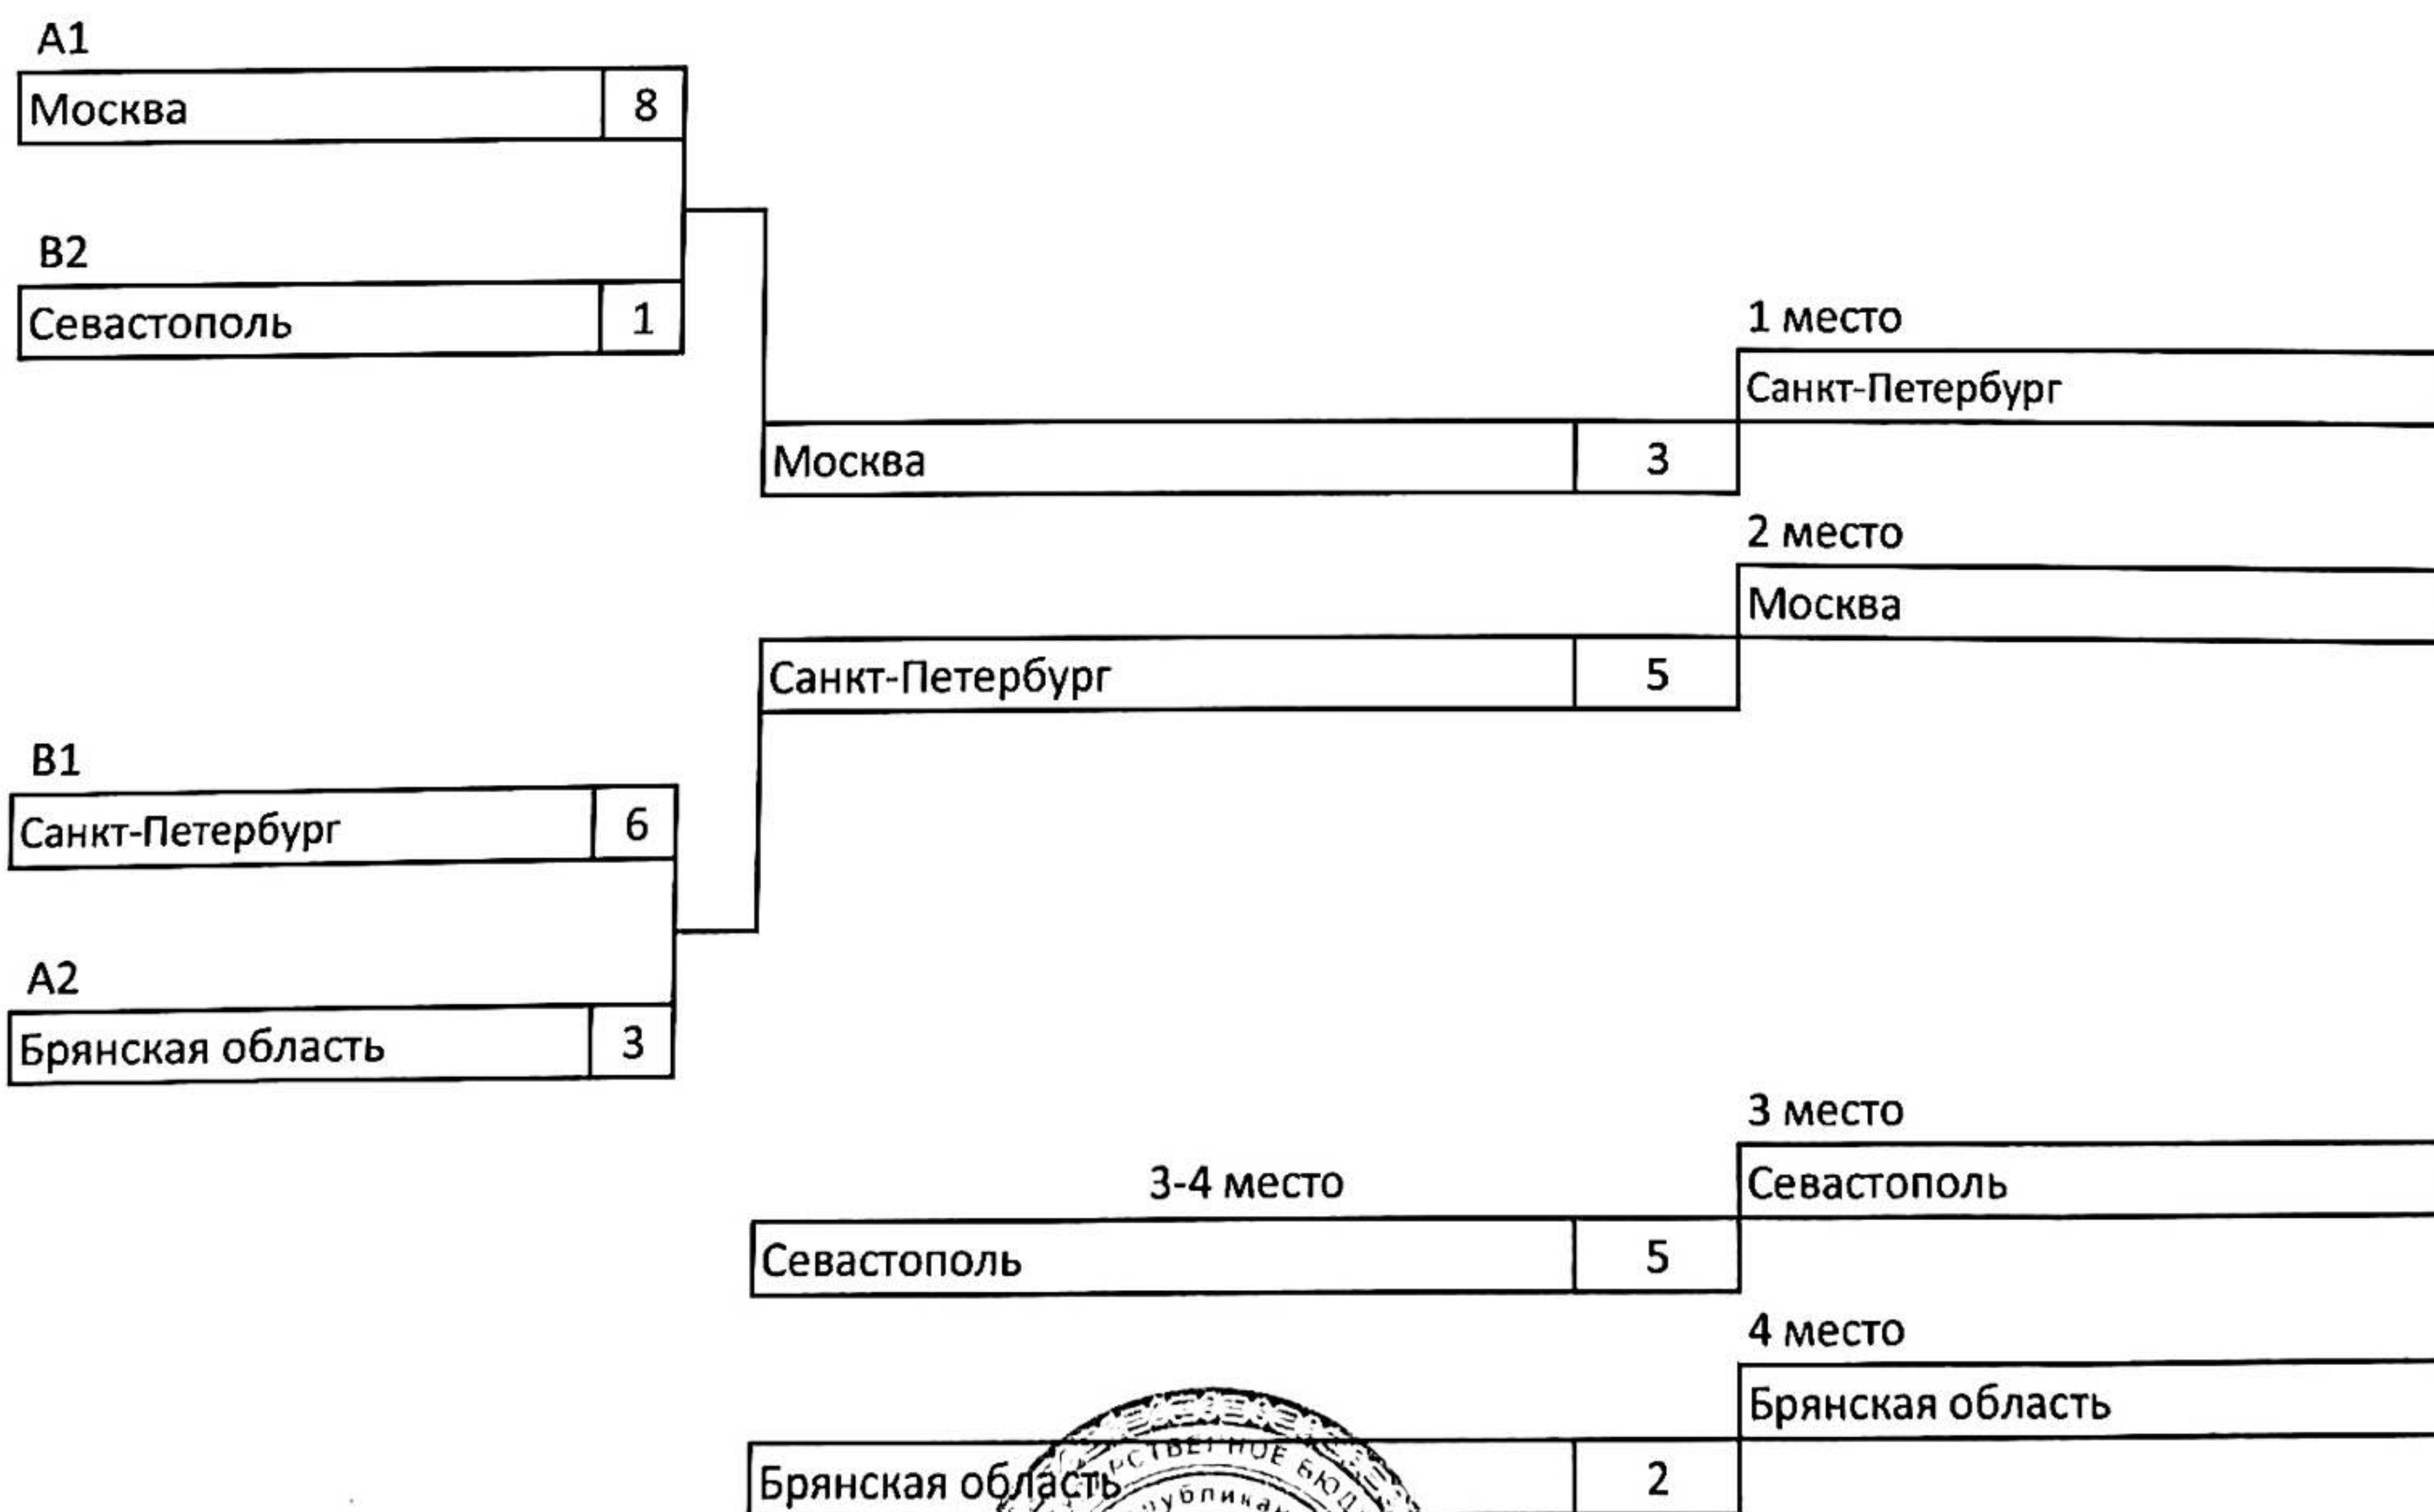 A1
Москва 8
B2
Севастополь 1
1 место
Санкт-Петербург
Москва 3
2 место
Москва
Санкт-Петербург 5
B1
Санкт-Петербург 6
A2
Брянская область 3
3 место
3-4 место
Севастополь
Севастополь 5
4 место
Брянская область
Брянская область 2